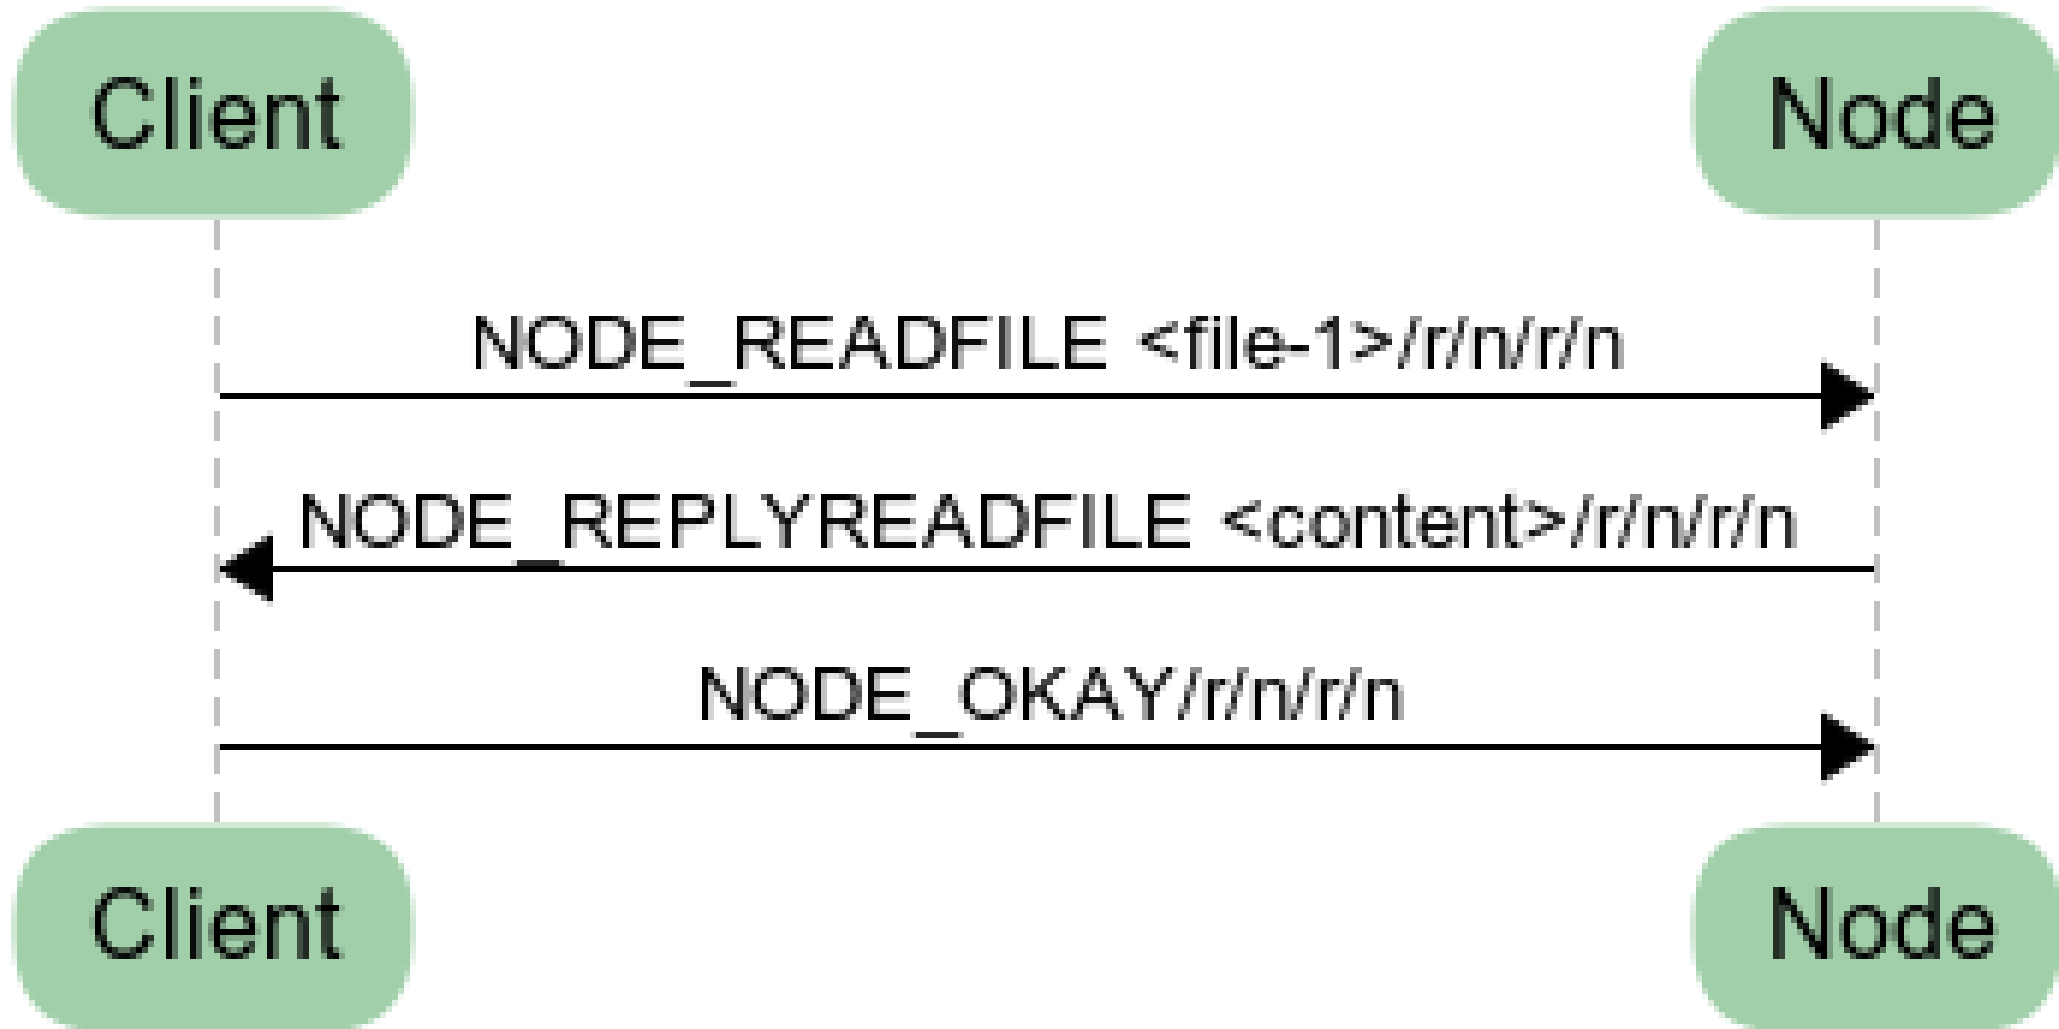 Client
Node
NODE_READFILE <file-1>/r/n/r/n
NODE_REPLYREADFILE <content>/r/n/r/n
NODE_OKAY/r/n/r/n
Client
Node